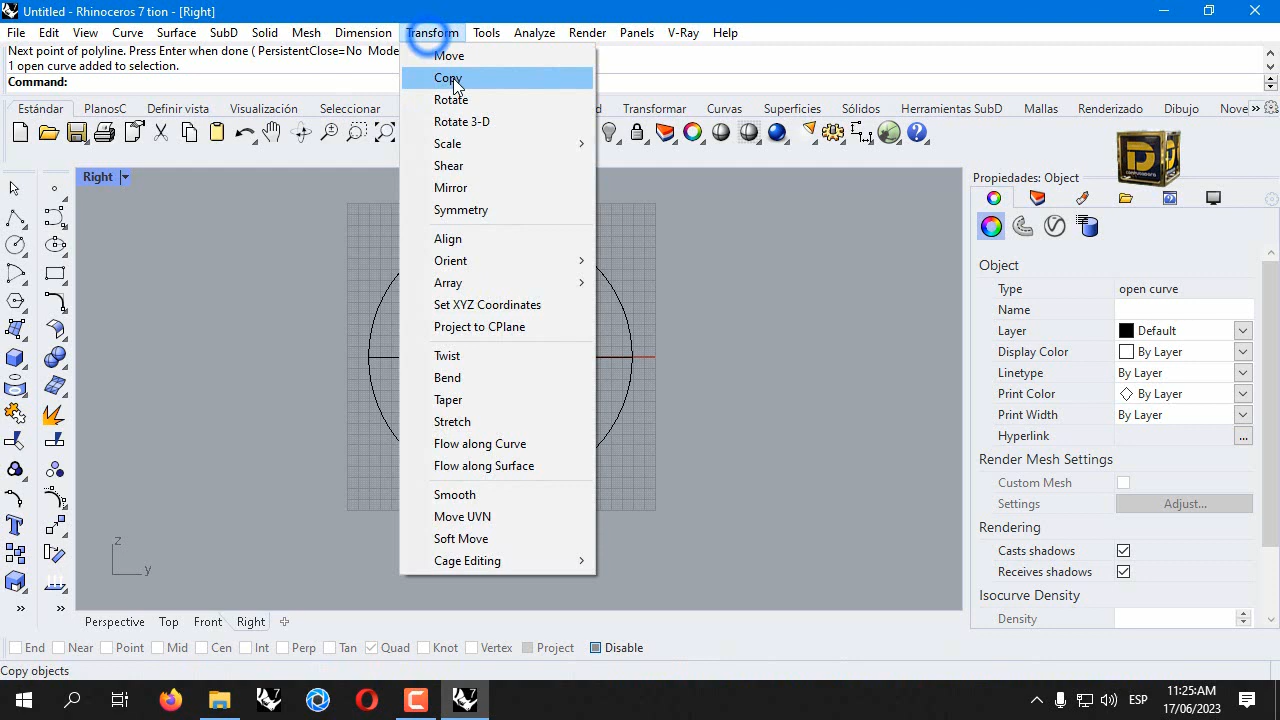 Untitled - Rhinoceros 7 tion - [Right]
File Edit View Curve Surface SubD Solid Mesh Dimension Transform Tools Analyze Render Panels V-Ray Help
Next point of polyline. Press Enter when done ( PersistentClose=No Mode
1 open curve added to selection.
Command:
Estándar PlanosC Definir vista Visualización Seleccionar d Transformar Curvas Superficies Sólidos Herramientas SubD Mallas Renderizado Dibujo Nove
Move
Copy
Rotate
Rotate 3-D
Scale
Shear
Mirror
Symmetry
Align
Orient
Array
Set XYZ Coordinates
Project to CPlane
Twist
Bend
Taper
Stretch
Flow along Curve
Flow along Surface
Smooth
Move UVN
Soft Move
Cage Editing
Right
z
y
Propiedades: Object
Object
Type open curve
Name
Layer Default
Display Color By Layer
Linetype By Layer
Print Color By Layer
Print Width By Layer
Hyperlink ...
Render Mesh Settings
Custom Mesh
Settings Adjust...
Rendering
Casts shadows
Receives shadows
Isocurve Density
Density
Perspective Top Front Right
End Near Point Mid Cen Int Perp Tan Quad Knot Vertex Project Disable
Copy objects
ESP
11:25:AM
17/06/2023